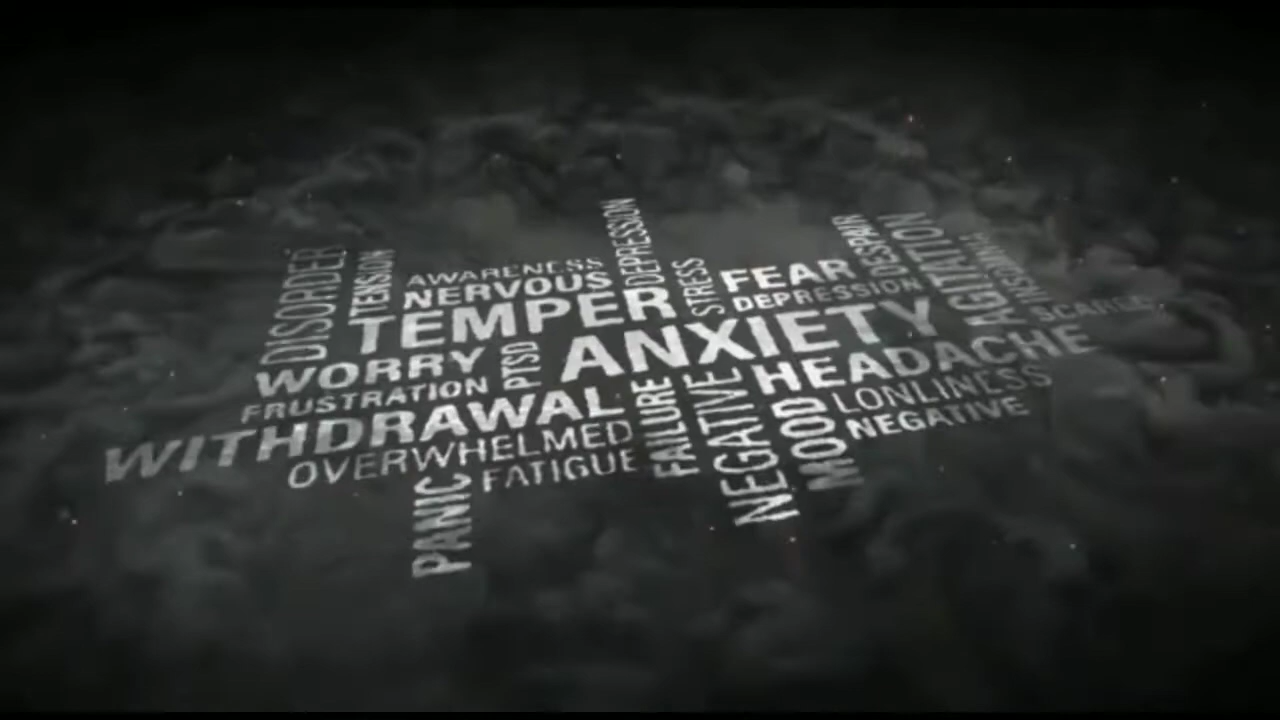 DISORDER
TENSION
AWARENESS
NERVOUS
TEMPER
DEPRESSION
STRESS
FEAR
DEPRESSION
DESPAIR
AGITATION
INSOMNIA
SCARED
WORRY
PTSD
ANXIETY
FRUSTRATION
HEADACHE
WITHDRAWAL
FAILURE
NEGATIVE
MOOD
LONLINESS
NEGATIVE
OVERWHELMED
FATIGUE
PANIC